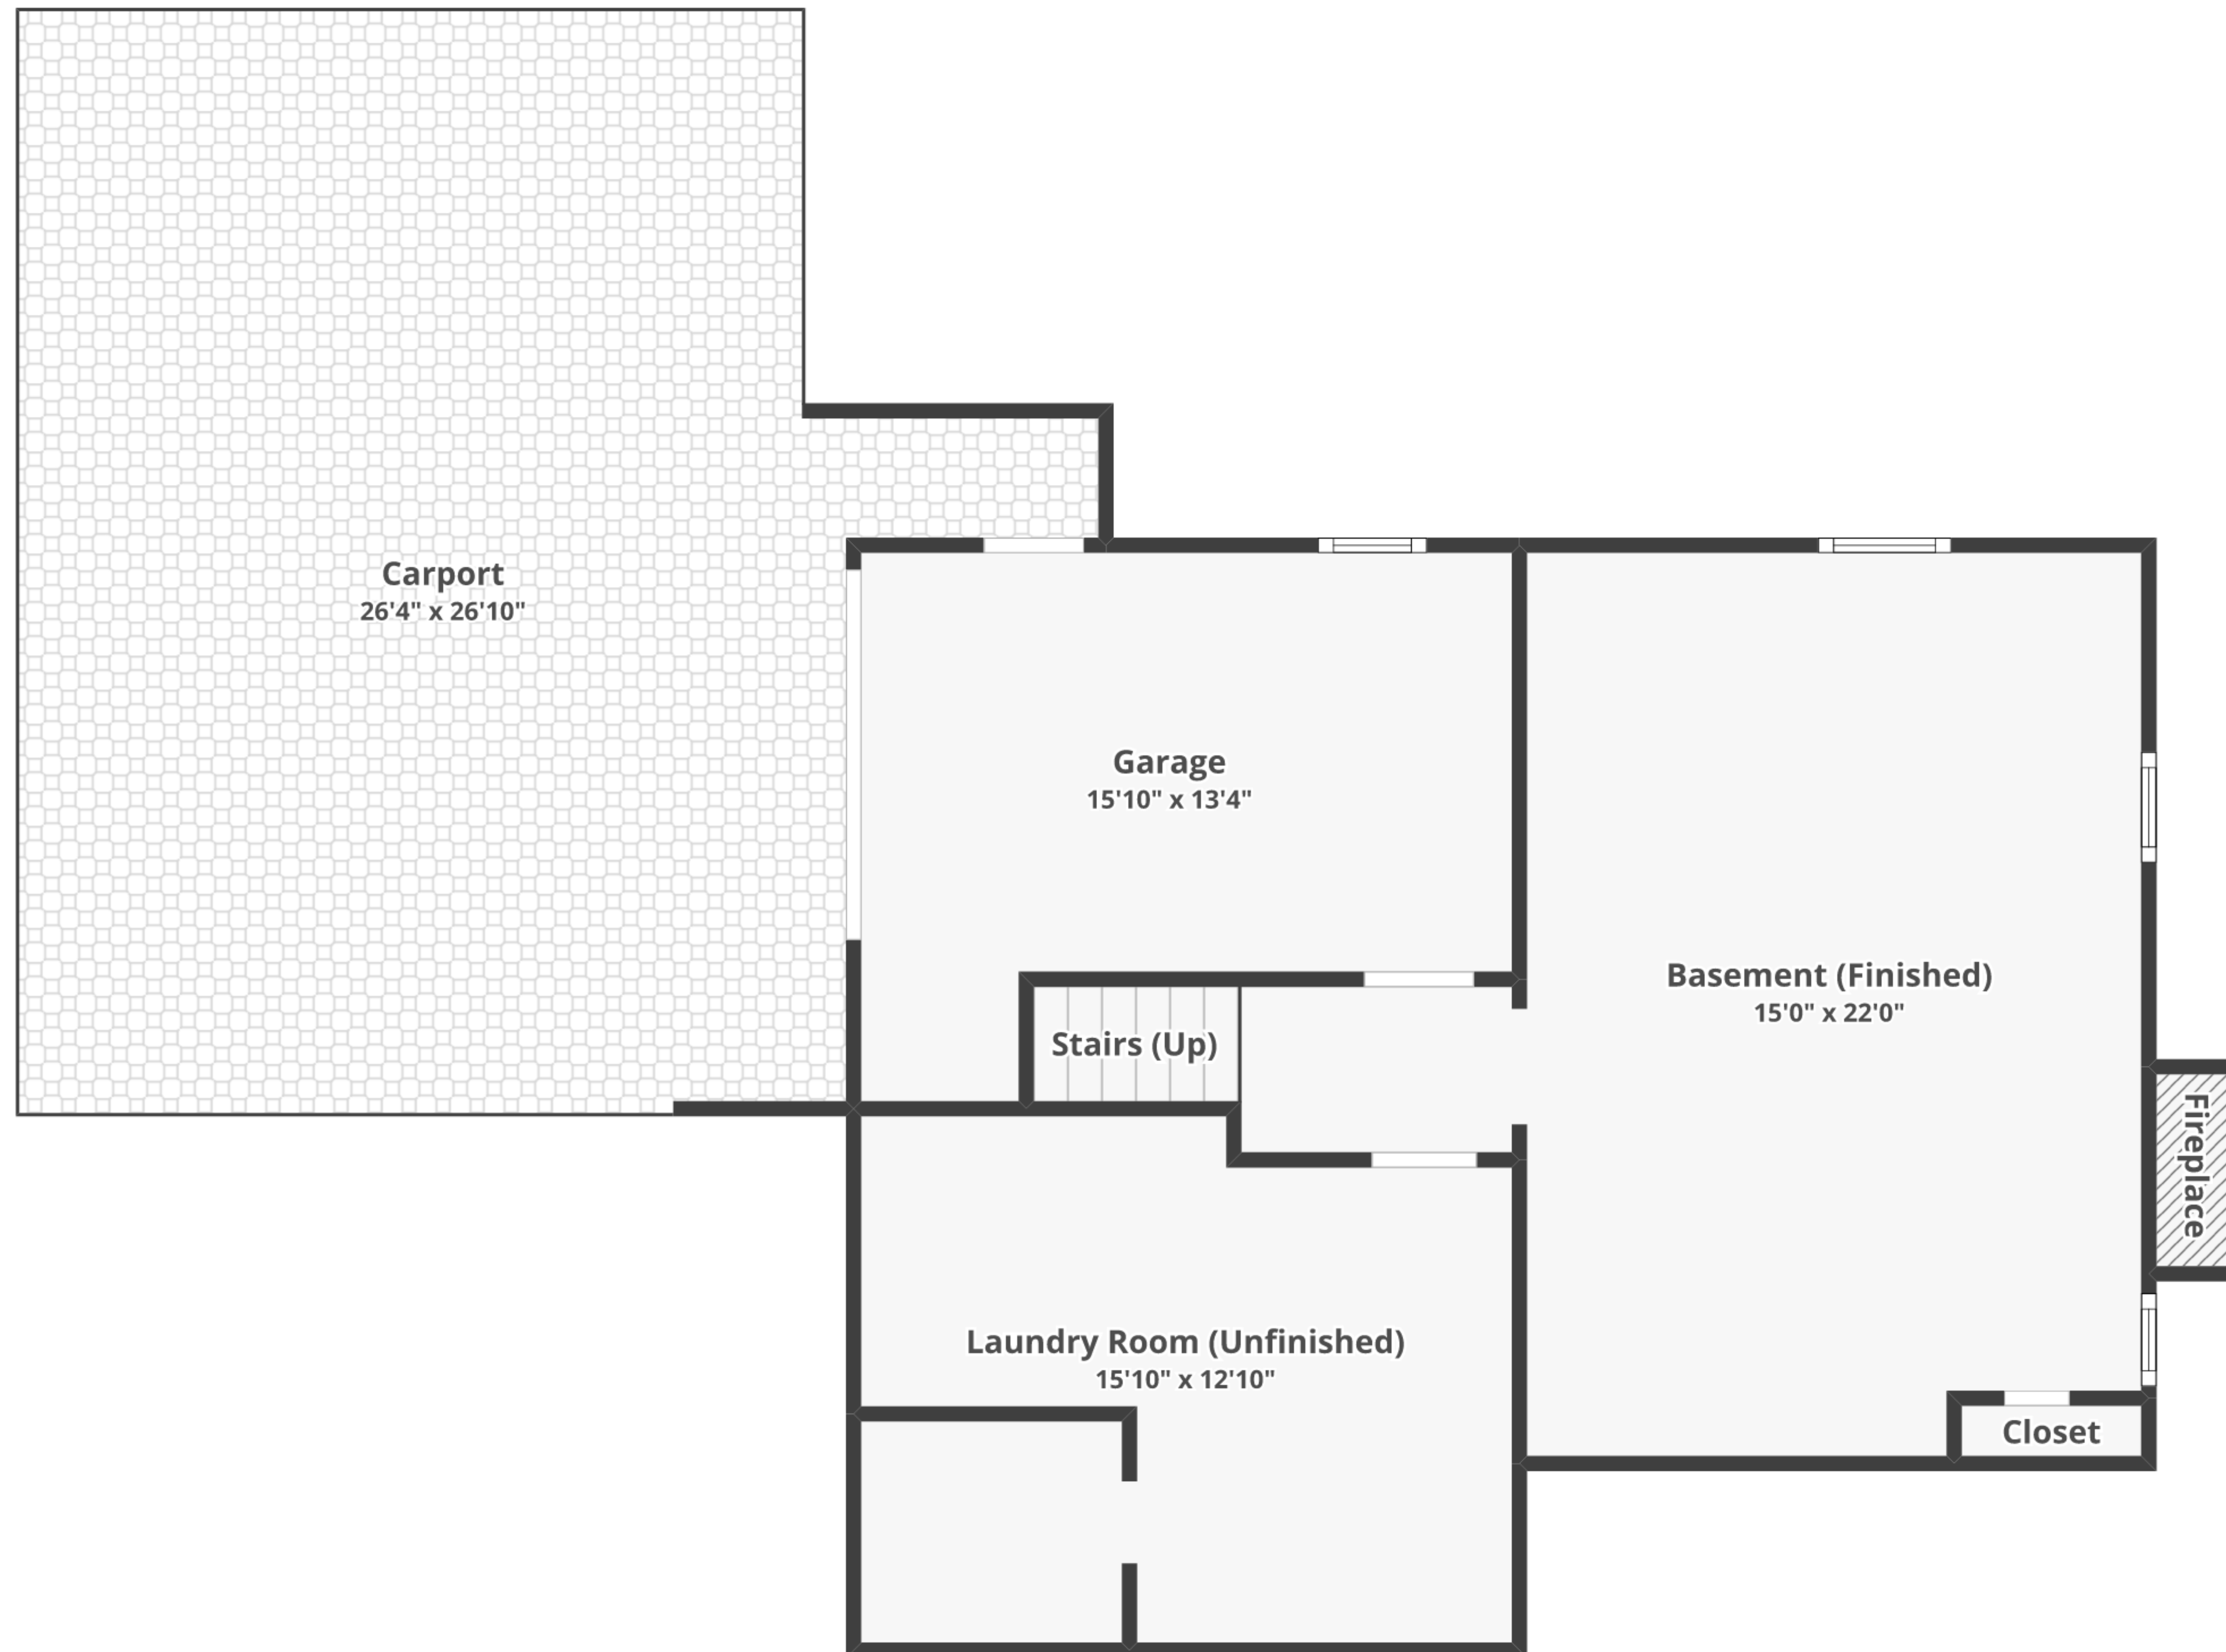 Carport
26'4" x 26'10"
Garage
15'10" x 13'4"
Basement (Finished)
15'0" x 22'0"
Stairs (Up)
Fireplace
Laundry Room (Unfinished)
15'10" x 12'10"
Closet